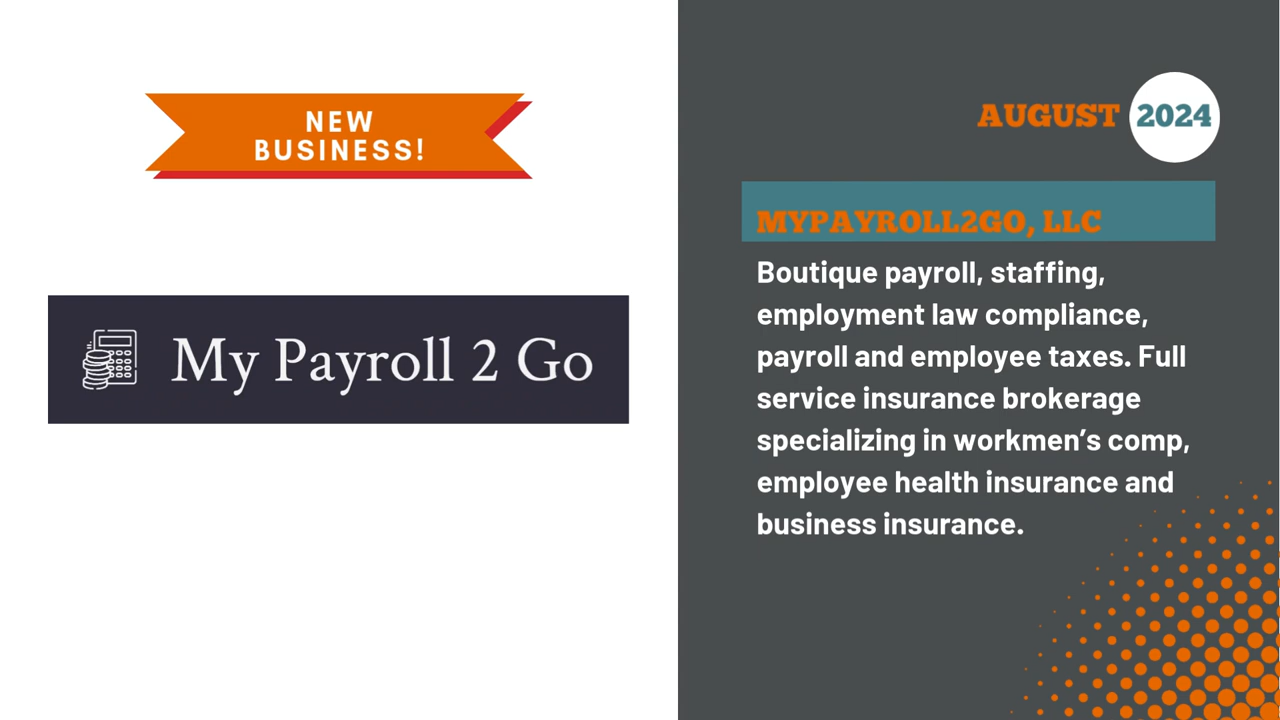 NEW
BUSINESS!
My Payroll 2 Go
AUGUST 2024
MYPAYROLL2GO, LLC
Boutique payroll, staffing,
employment law compliance,
payroll and employee taxes. Full
service insurance brokerage
specializing in workmen’s comp,
employee health insurance and
business insurance.